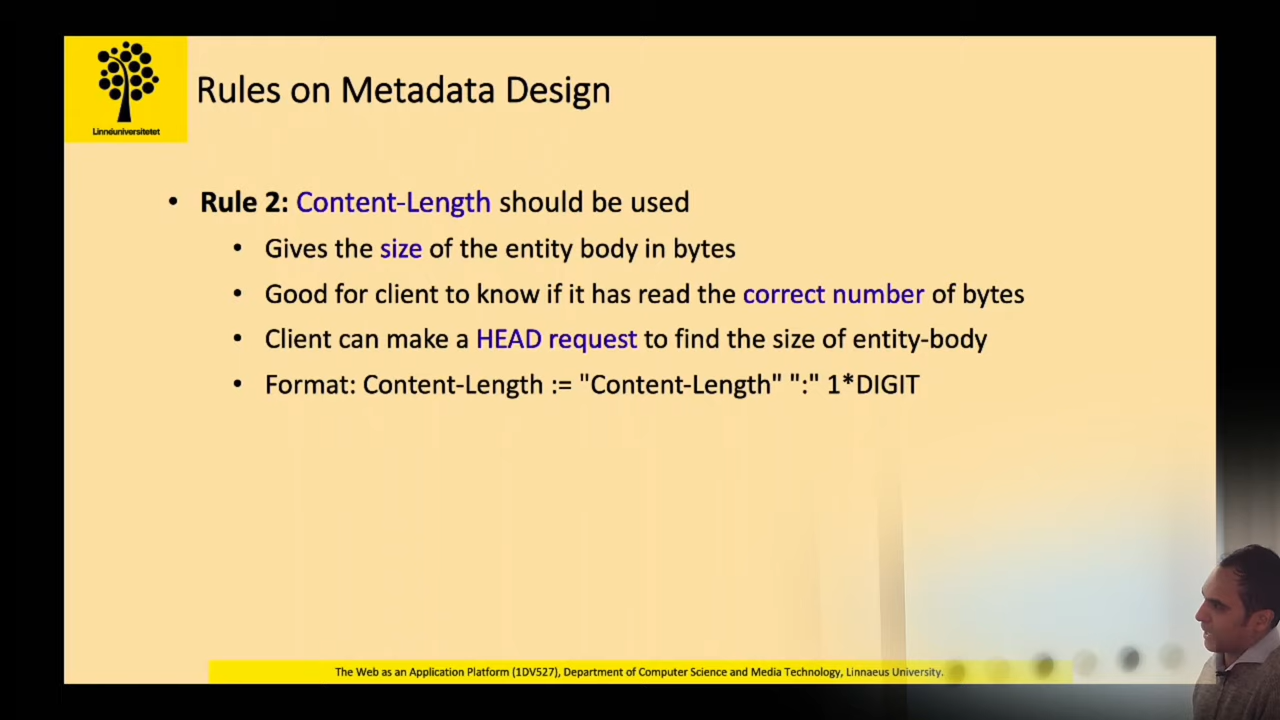 Linnéuniversitetet
Rules on Metadata Design
• Rule 2: Content-Length should be used
• Gives the size of the entity body in bytes
• Good for client to know if it has read the correct number of bytes
• Client can make a HEAD request to find the size of entity-body
• Format: Content-Length := "Content-Length" ":" 1*DIGIT
The Web as an Application Platform (1DV527), Department of Computer Science and Media Technology, Linnaeus University.